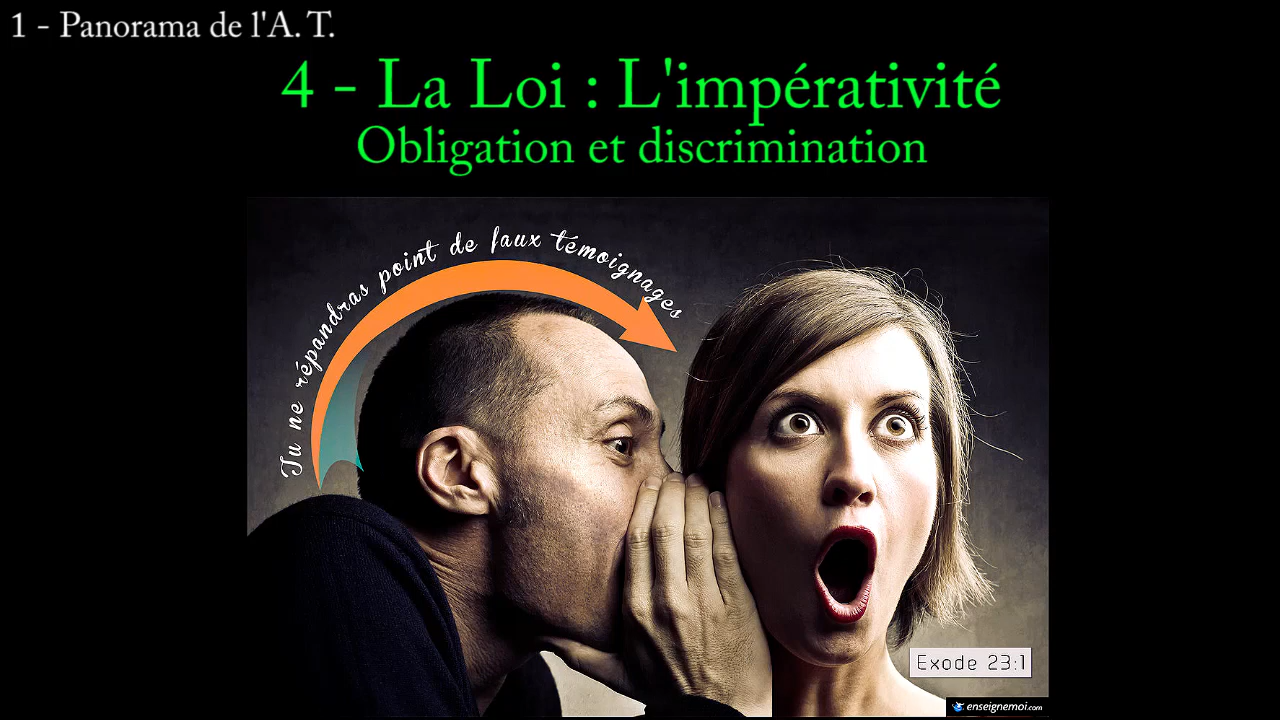 1 - Panorama de l'A. T.
4 - La Loi : L'impérativité
Obligation et discrimination
Tu ne répandras point de faux témoignages
Exode 23:1
enseignemoi.com